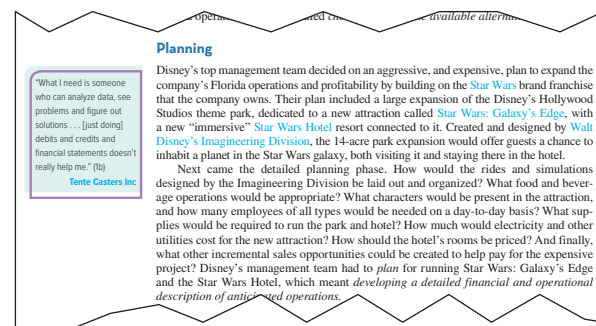 available alternat
Planning
Disney's top management team decided on an aggressive, and expensive, plan to expand the
company's Florida operations and profitability by building on the Star Wars brand franchise
that the company owns. Their plan included a large expansion of the Disney's Hollywood
Studios theme park, dedicated to a new attraction called Star Wars: Galaxy's Edge, with
a new “immersive” Star Wars Hotel resort connected to it. Created and designed by Walt
Disney's Imagineering Division, the 14-acre park expansion would offer guests a chance to
inhabit a planet in the Star Wars galaxy, both visiting it and staying there in the hotel.
Next came the detailed planning phase. How would the rides and simulations
designed by the Imagineering Division be laid out and organized? What food and bever-
age operations would be appropriate? What characters would be present in the attraction,
and how many employees of all types would be needed on a day-to-day basis? What sup-
plies would be required to run the park and hotel? How much would electricity and other
utilities cost for the new attraction? How should the hotel's rooms be priced? And finally,
what other incremental sales opportunities could be created to help pay for the expensive
project? Disney's management team had to plan for running Star Wars: Galaxy's Edge
and the Star Wars Hotel, which meant developing a detailed financial and operational
description of anticipated operations.
“What I need is someone
who can analyze data, see
problems and figure out
solutions . . . [just doing]
debits and credits and
financial statements doesn't
really help me.” (1b)
Tente Casters Inc